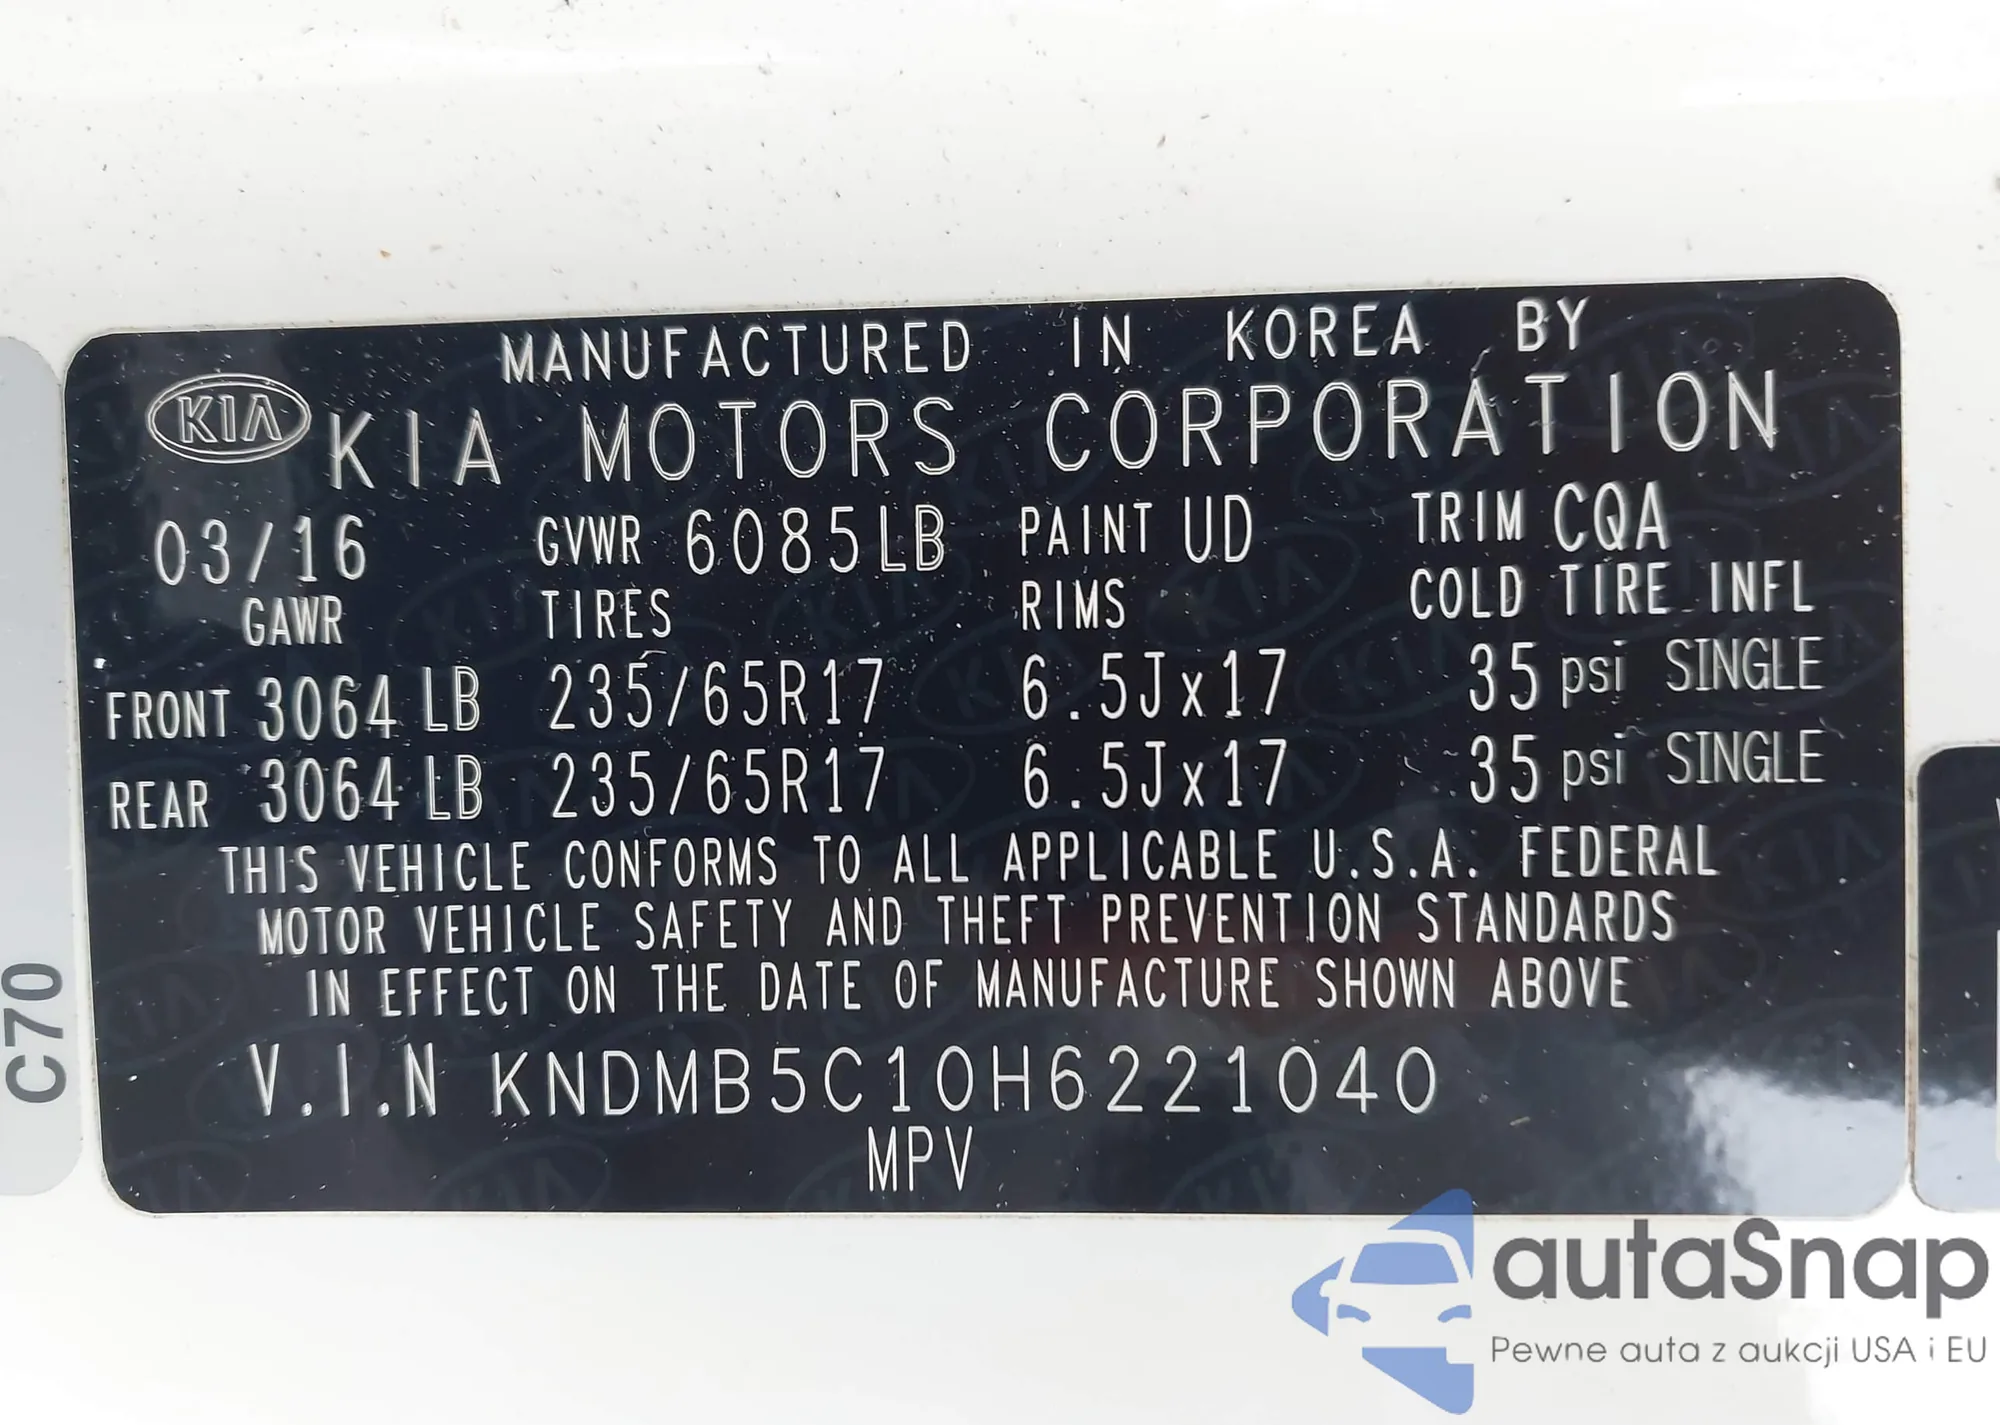 MANUFACTURED IN KOREA BY
KIA KIA MOTORS CORPORATION
03/16 GVWR 6085LB PAINT UD TRIM CQA
GAWR TIRES RIMS COLD TIRE INFL
FRONT 3064 LB 235/65R17 6.5Jx17 35 psi SINGLE
REAR 3064 LB 235/65R17 6.5Jx17 35 psi SINGLE
THIS VEHICLE CONFORMS TO ALL APPLICABLE U.S.A. FEDERAL
MOTOR VEHICLE SAFETY AND THEFT PREVENTION STANDARDS
IN EFFECT ON THE DATE OF MANUFACTURE SHOWN ABOVE
V.I.N KNDMB5C10H6221040
MPV
C70
autaSnap
Pewne auta z aukcji USA i EU